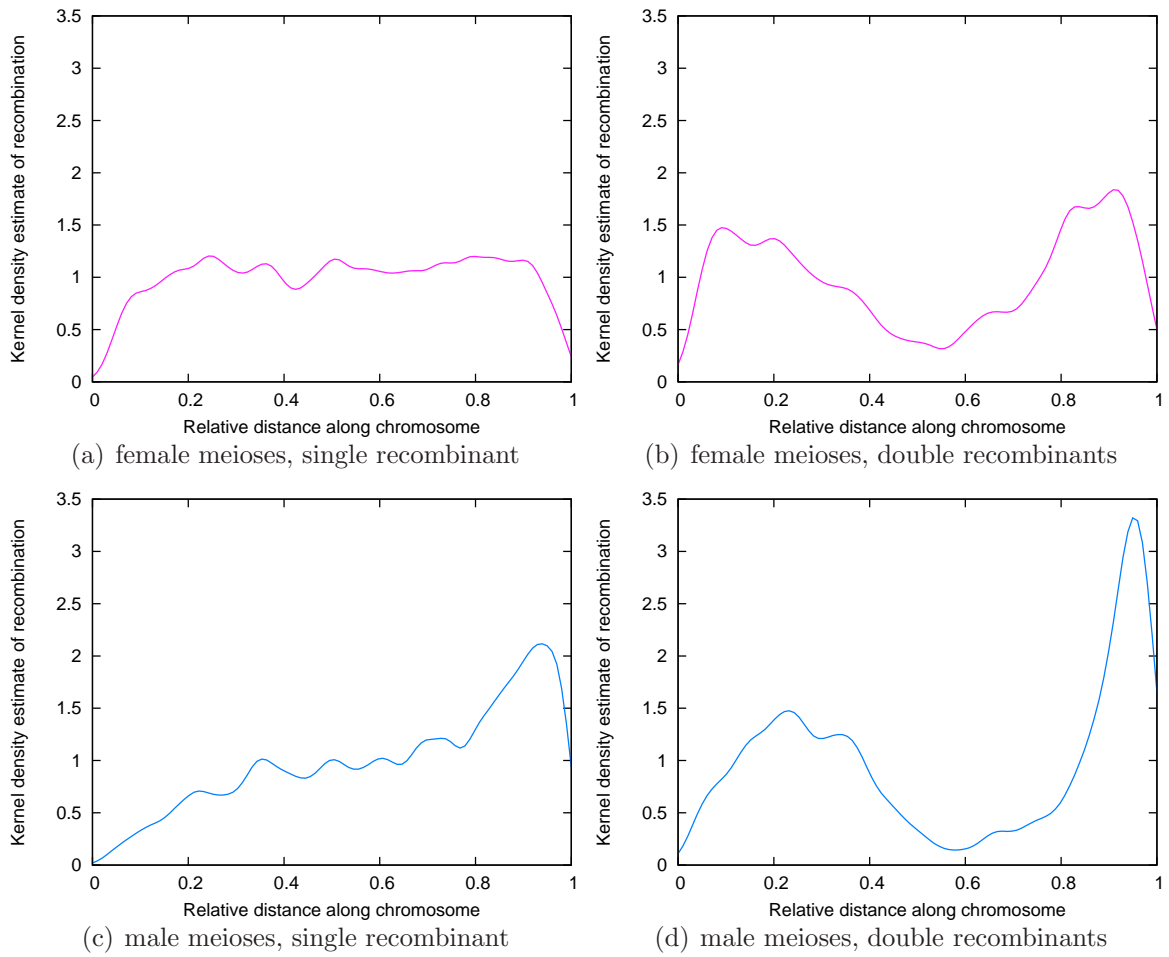 3.5
3
2.5
2
1.5
1
0.5
0
0 0.2 0.4 0.6 0.8 1
Kernel density estimate of recombination
Relative distance along chromosome
(a) female meioses, single recombinant
3.5
3
2.5
2
1.5
1
0.5
0
0 0.2 0.4 0.6 0.8 1
Kernel density estimate of recombination
Relative distance along chromosome
(b) female meioses, double recombinants
3.5
3
2.5
2
1.5
1
0.5
0
0 0.2 0.4 0.6 0.8 1
Kernel density estimate of recombination
Relative distance along chromosome
(c) male meioses, single recombinant
3.5
3
2.5
2
1.5
1
0.5
0
0 0.2 0.4 0.6 0.8 1
Kernel density estimate of recombination
Relative distance along chromosome
(d) male meioses, double recombinants